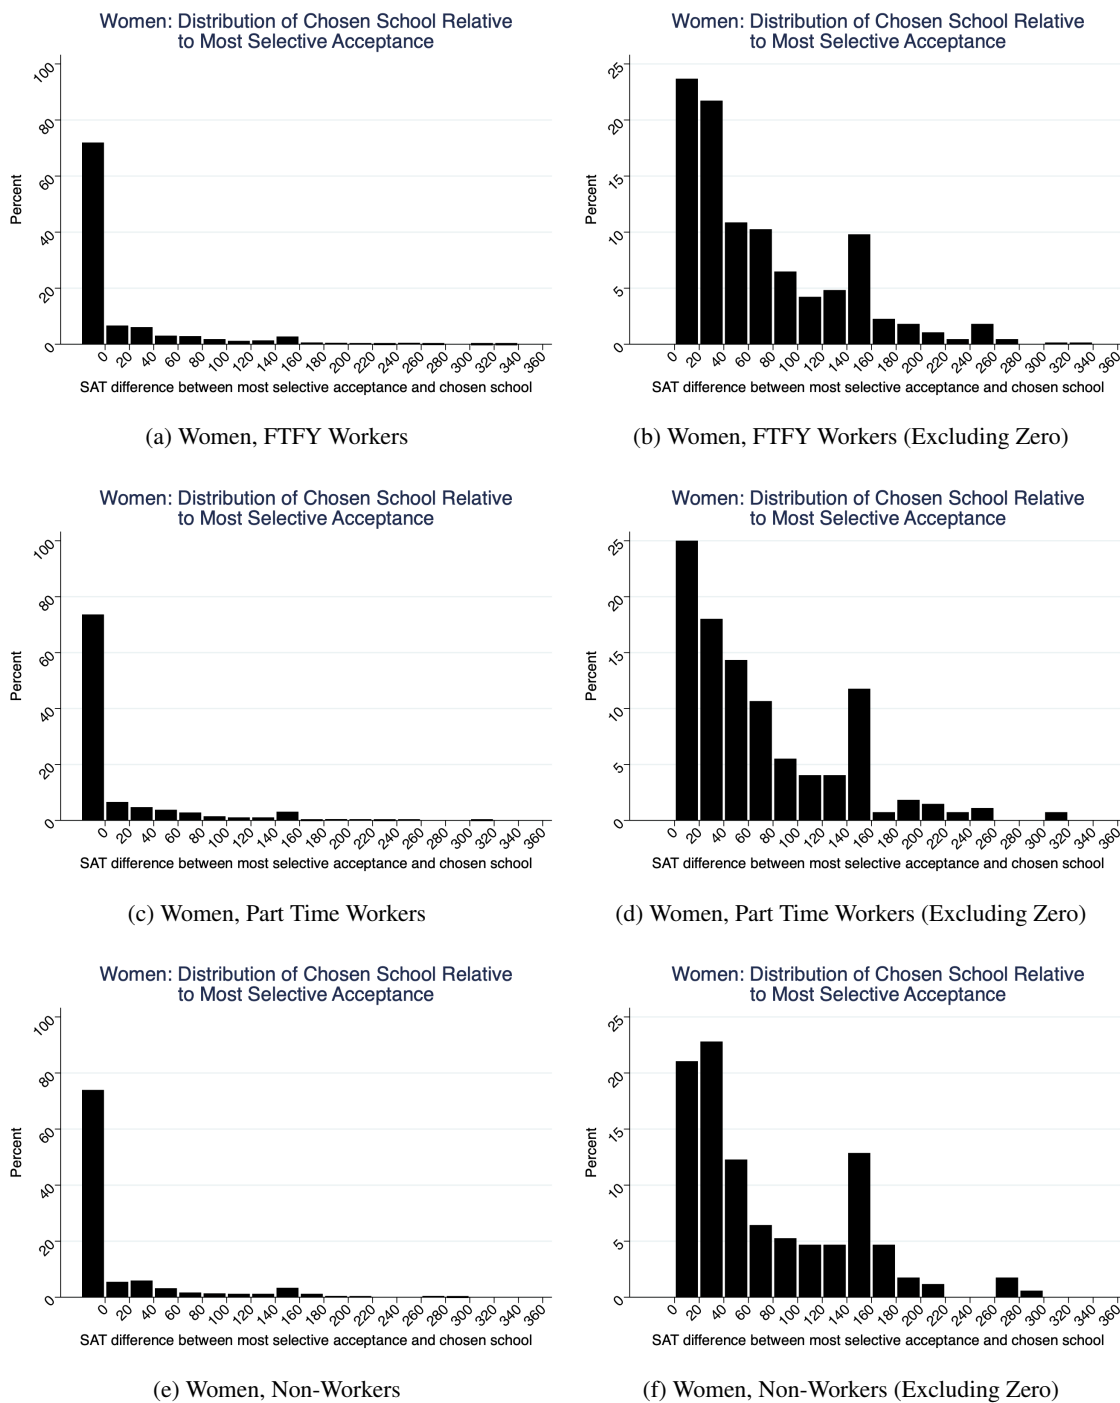 Women: Distribution of Chosen School Relative
to Most Selective Acceptance
Percent
100
80
60
40
20
0
0 20 40 60 80 100 120 140 160 180 200 220 240 260 280 300 320 340 360
SAT difference between most selective acceptance and chosen school
(a) Women, FTFY Workers
Women: Distribution of Chosen School Relative
to Most Selective Acceptance
Percent
25
20
15
10
5
0
0 20 40 60 80 100 120 140 160 180 200 220 240 260 280 300 320 340 360
SAT difference between most selective acceptance and chosen school
(b) Women, FTFY Workers (Excluding Zero)
Women: Distribution of Chosen School Relative
to Most Selective Acceptance
Percent
100
80
60
40
20
0
0 20 40 60 80 100 120 140 160 180 200 220 240 260 280 300 320 340 360
SAT difference between most selective acceptance and chosen school
(c) Women, Part Time Workers
Women: Distribution of Chosen School Relative
to Most Selective Acceptance
Percent
25
20
15
10
5
0
0 20 40 60 80 100 120 140 160 180 200 220 240 260 280 300 320 340 360
SAT difference between most selective acceptance and chosen school
(d) Women, Part Time Workers (Excluding Zero)
Women: Distribution of Chosen School Relative
to Most Selective Acceptance
Percent
100
80
60
40
20
0
0 20 40 60 80 100 120 140 160 180 200 220 240 260 280 300 320 340 360
SAT difference between most selective acceptance and chosen school
(e) Women, Non-Workers
Women: Distribution of Chosen School Relative
to Most Selective Acceptance
Percent
25
20
15
10
5
0
0 20 40 60 80 100 120 140 160 180 200 220 240 260 280 300 320 340 360
SAT difference between most selective acceptance and chosen school
(f) Women, Non-Workers (Excluding Zero)